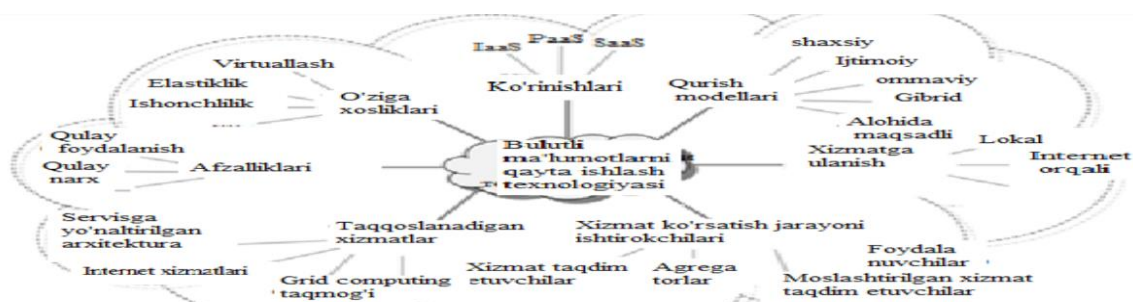 IaaS PaaS SaaS
Ko'rinishlari
Virtuallash
Elastiklik
Ishonchlilik
O'ziga
xosliklari
shaxsiy
Ijtimoiy
ommaviy
Gibrid
Alohida
maqsadli
Qurish
modellari
Qulay
foydalanish
Qulay
narx
Afzalliklari
Bulutli
ma'lumotlarni
qayta ishlash
texnologiyasi
Xizmatga
ulanish
Lokal
Internet
orqali
Servisga
yo'naltirilgan
arxitektura
Internet xizmatlari
Grid computing
taqmog'i
Taqqoslanadigan
xizmatlar
Xizmat ko'rsatish jarayoni
ishtirokchilari
Xizmat taqdim
etuvchilar
Agrega
torlar
Foydala
nuvchilar
Moslashtirilgan xizmat
taqdim etuvchilar